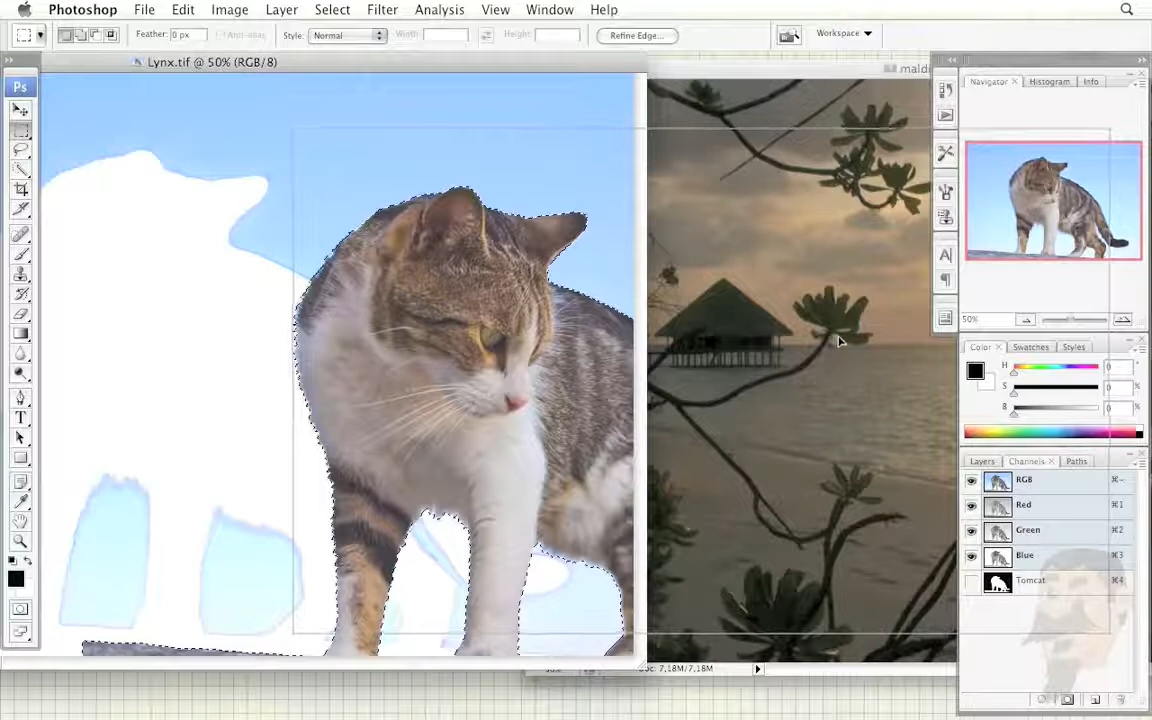 Photoshop File Edit Image Layer Select Filter Analysis View Window Help
Feather: 0 px Anti-alias Style: Normal Width: Height: Refine Edge... Workspace
Lynx.tif @ 50% (RGB/8)
mald
Ps
T
Navigator Histogram Info
A
50%
Color Swatches Styles
H 0 °
S 0 %
B 0 %
Layers Channels Paths
RGB ⌘~
Red ⌘1
Green ⌘2
Blue ⌘3
Tomcat ⌘4
Doc: 7,18M/7,18M